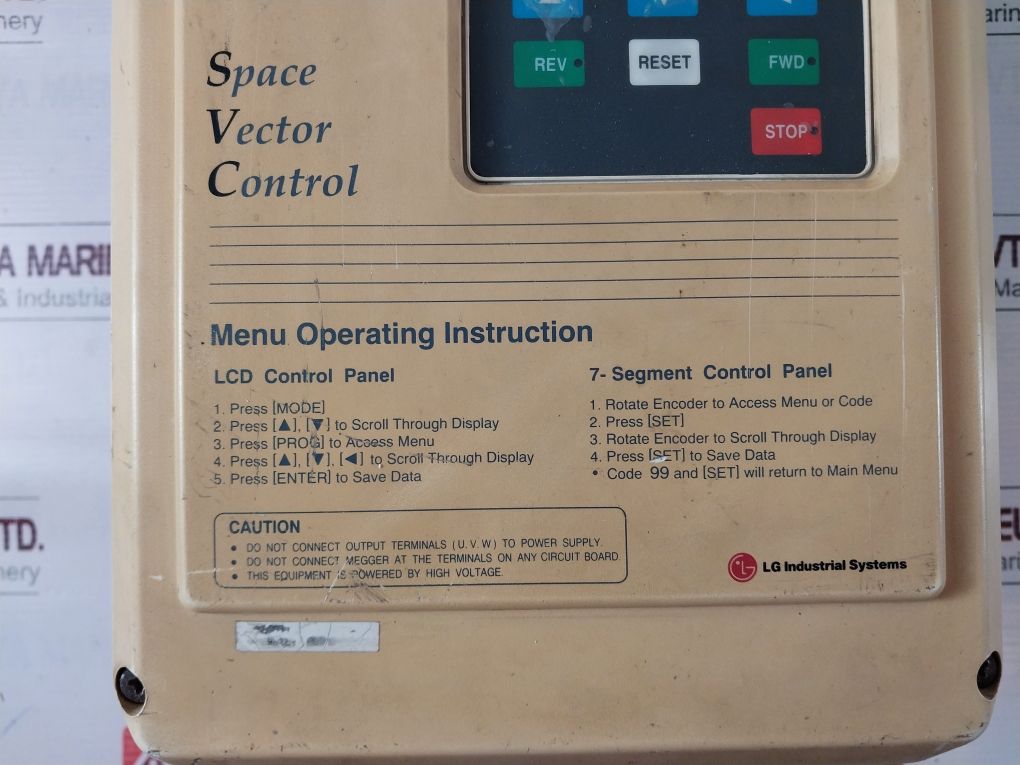 REV RESET FWD
STOP
Space
Vector
Control
Menu Operating Instruction
LCD Control Panel
1. Press [MODE]
2. Press [▲], [▼] to Scroll Through Display
3. Press [PROG] to Access Menu
4. Press [▲], [▼], [◀] to Scroll Through Display
5. Press [ENTER] to Save Data
7- Segment Control Panel
1. Rotate Encoder to Access Menu or Code
2. Press [SET]
3. Rotate Encoder to Scroll Through Display
4. Press [SET] to Save Data
• Code 99 and [SET] will return to Main Menu
CAUTION
• DO NOT CONNECT OUTPUT TERMINALS (U. V. W) TO POWER SUPPLY.
• DO NOT CONNECT MEGGER AT THE TERMINALS ON ANY CIRCUIT BOARD.
• THIS EQUIPMENT IS POWERED BY HIGH VOLTAGE.
LG Industrial Systems